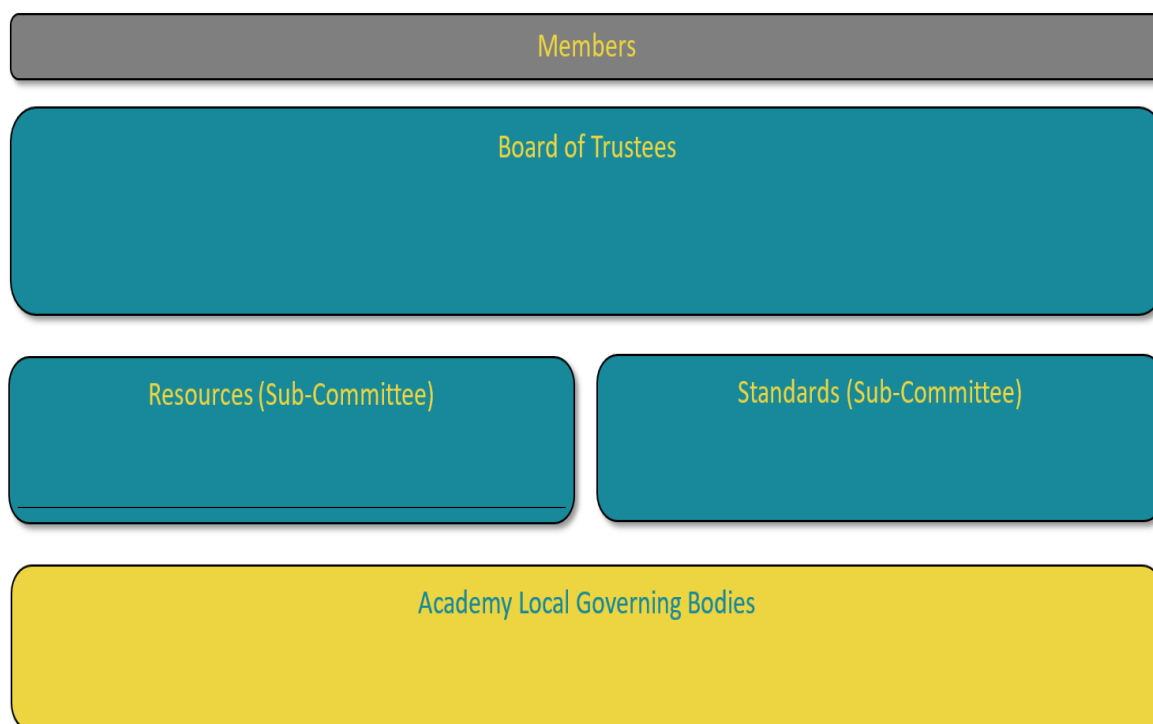 Members
Board of Trustees
Resources (Sub-Committee)
Standards (Sub-Committee)
Academy Local Governing Bodies